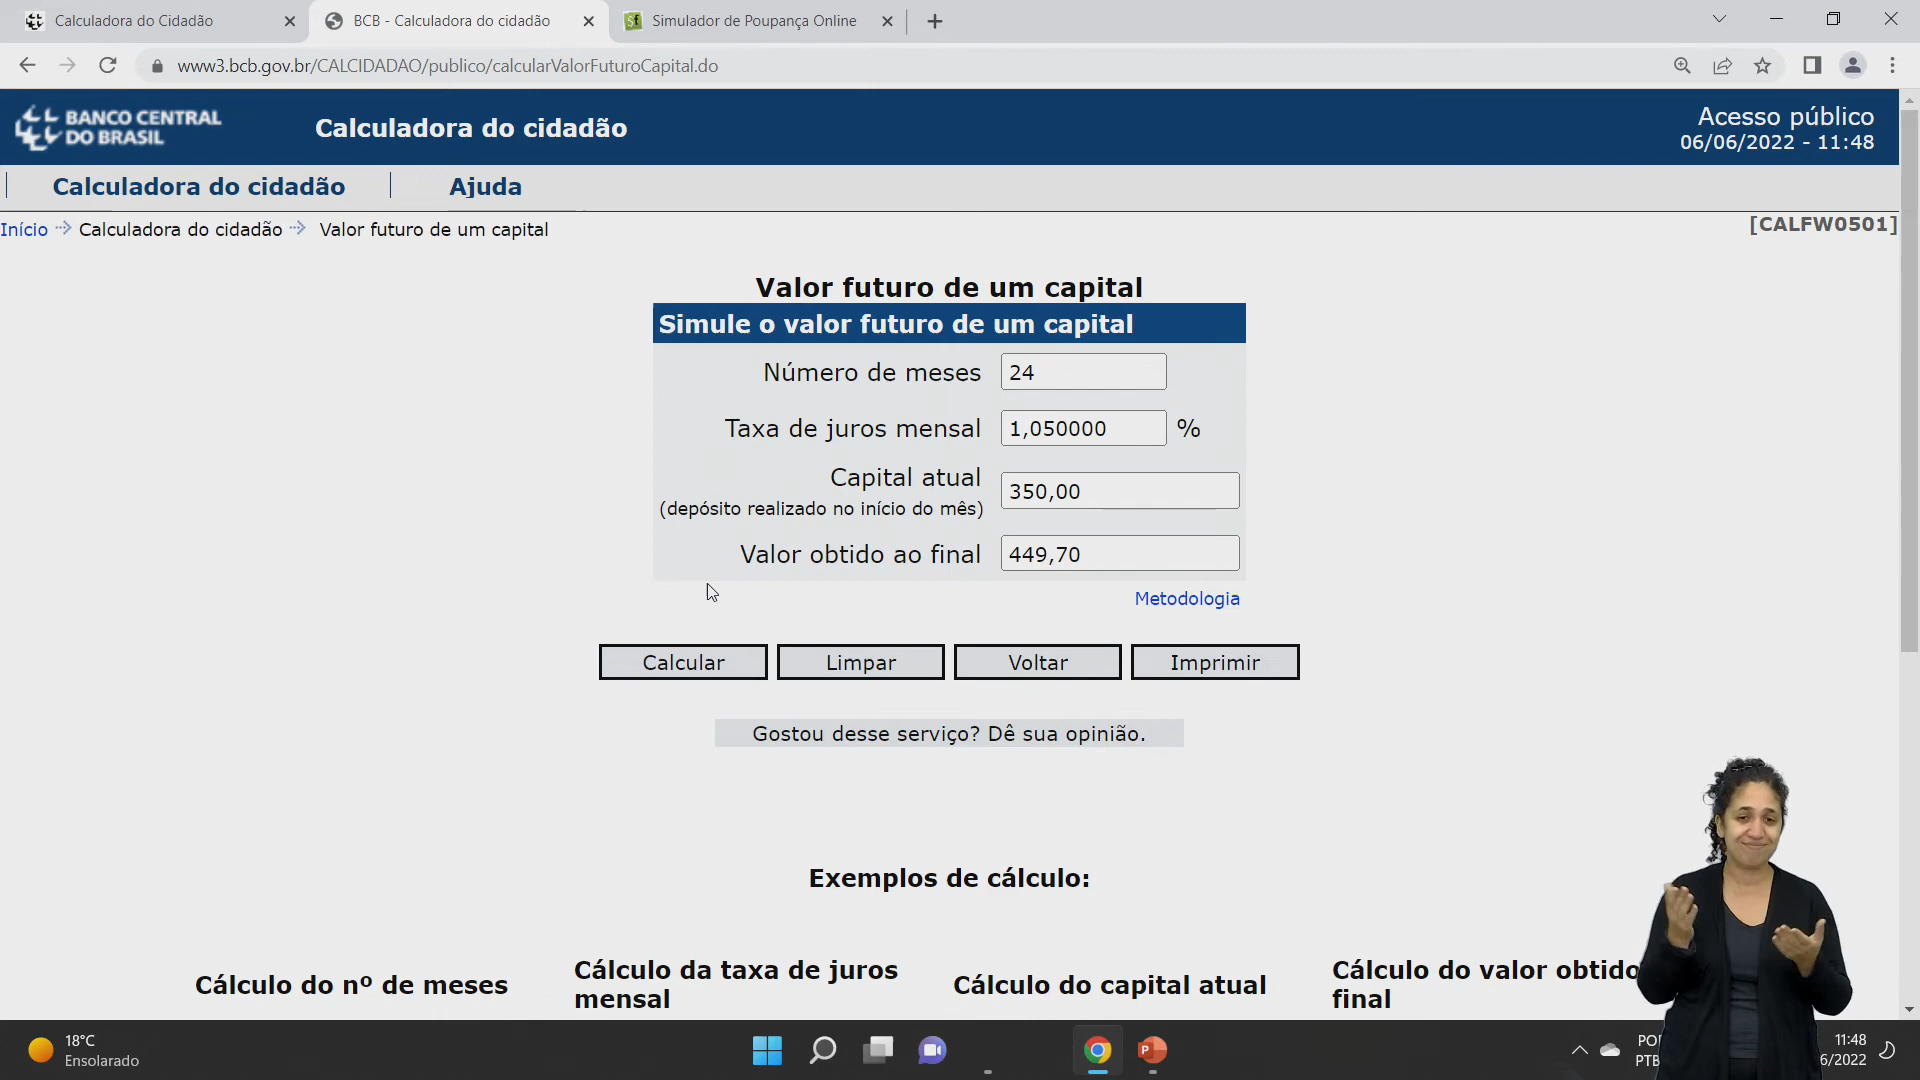 Calculadora do Cidadão
BCB - Calculadora do cidadão
Simulador de Poupança Online
www3.bcb.gov.br/CALCIDADAO/publico/calcularValorFuturoCapital.do
BANCO CENTRAL
DO BRASIL
Calculadora do cidadão
Acesso público
06/06/2022 - 11:48
Calculadora do cidadão
Ajuda
Início
Calculadora do cidadão
Valor futuro de um capital
[CALFW0501]
Valor futuro de um capital
Simule o valor futuro de um capital
Número de meses 24
Taxa de juros mensal 1,050000 %
Capital atual
(depósito realizado no início do mês)
350,00
Valor obtido ao final 449,70
Metodologia
Calcular
Limpar
Voltar
Imprimir
Gostou desse serviço? Dê sua opinião.
Exemplos de cálculo:
Cálculo do nº de meses
Cálculo da taxa de juros
mensal
Cálculo do capital atual
Cálculo do valor obtido
final
18°C
Ensolarado
PTB
11:48
6/2022